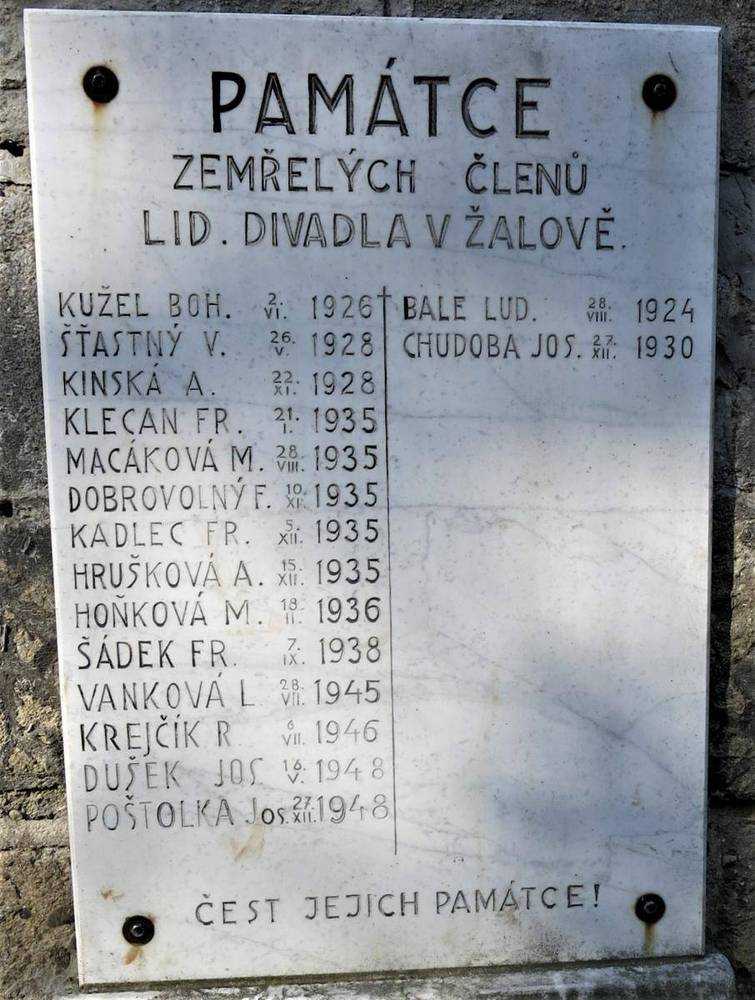 PAMÁTCE
ZEMŘELÝCH ČLENŮ
LID. DIVADLA V ŽALOVĚ.
KUŽEL BOH. 2. VI. 1926
ŠŤASTNÝ V. 26. V. 1928
KINSKÁ A. 22. XI. 1928
KLECAN FR. 21. I. 1935
MACÁKOVÁ M. 28. VIII. 1935
DOBROVOLNÝ F. 10. XI. 1935
KADLEC FR. 5. XII. 1935
HRUŠKOVÁ A. 15. XII. 1935
HOŇKOVÁ M. 18. II. 1936
ŠÁDEK FR. 7. IX. 1938
VANKOVÁ L 28. VII. 1945
KREJČÍK R 6 VII. 1946
DUŠEK JOS. 16. V. 1948
POŠTOLKA JOS. 27. XII. 1948
† BALE LUD. 28. VIII. 1924
CHUDOBA JOS. 27. XII. 1930
ČEST JEJICH PAMÁTCE!